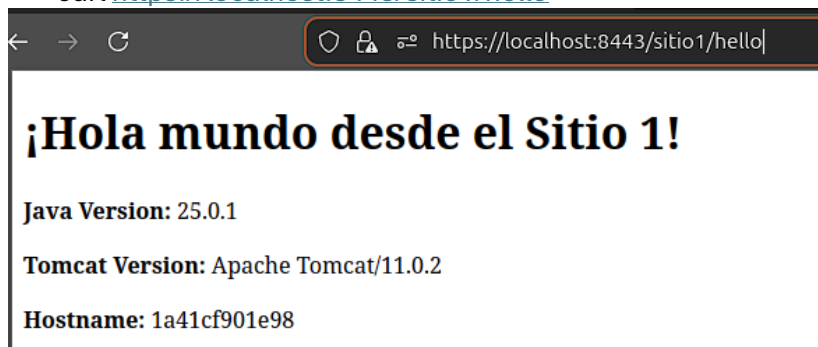 https://localhost:8443/sitio1/hello
¡Hola mundo desde el Sitio 1!
Java Version: 25.0.1
Tomcat Version: Apache Tomcat/11.0.2
Hostname: 1a41cf901e98